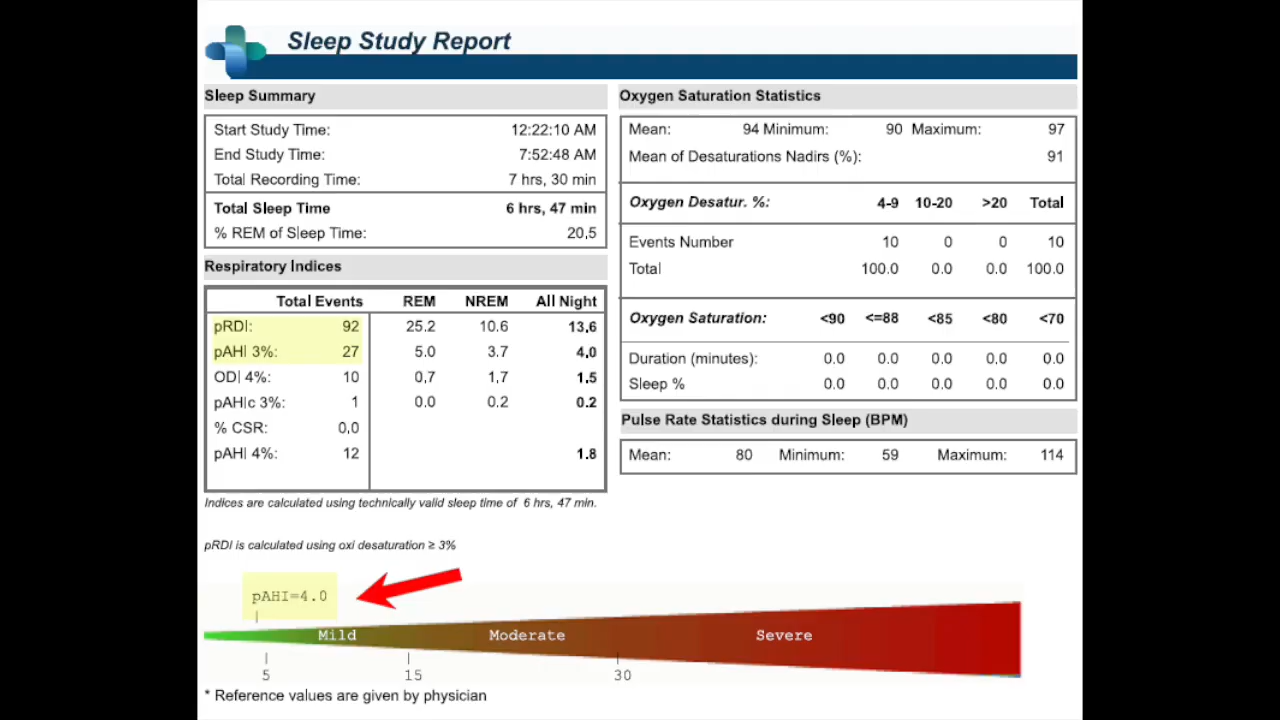 Sleep Study Report
Sleep Summary
Start Study Time: 12:22:10 AM
End Study Time: 7:52:48 AM
Total Recording Time: 7 hrs, 30 min
Total Sleep Time 6 hrs, 47 min
% REM of Sleep Time: 20,5
Respiratory Indices
Total Events REM NREM All Night
pRDI: 92 25.2 10.6 13,6
pAHI 3%: 27 5.0 3.7 4,0
ODI 4%: 10 0,7 1,7 1.5
pAHIc 3%: 1 0.0 0.2 0.2
% CSR: 0,0
pAHI 4%: 12 1.8
Indices are calculated using technically valid sleep time of 6 hrs, 47 min.
pRDI is calculated using oxi desaturation ≥ 3%
Oxygen Saturation Statistics
Mean: 94 Minimum: 90 Maximum: 97
Mean of Desaturations Nadirs (%): 91
Oxygen Desatur. %: 4-9 10-20 >20 Total
Events Number 10 0 0 10
Total 100.0 0.0 0.0 100.0
Oxygen Saturation: <90 <=88 <85 <80 <70
Duration (minutes): 0.0 0.0 0.0 0.0 0.0
Sleep % 0.0 0.0 0.0 0.0 0.0
Pulse Rate Statistics during Sleep (BPM)
Mean: 80 Minimum: 59 Maximum: 114
pAHI=4.0
Mild Moderate Severe
5 15 30
* Reference values are given by physician